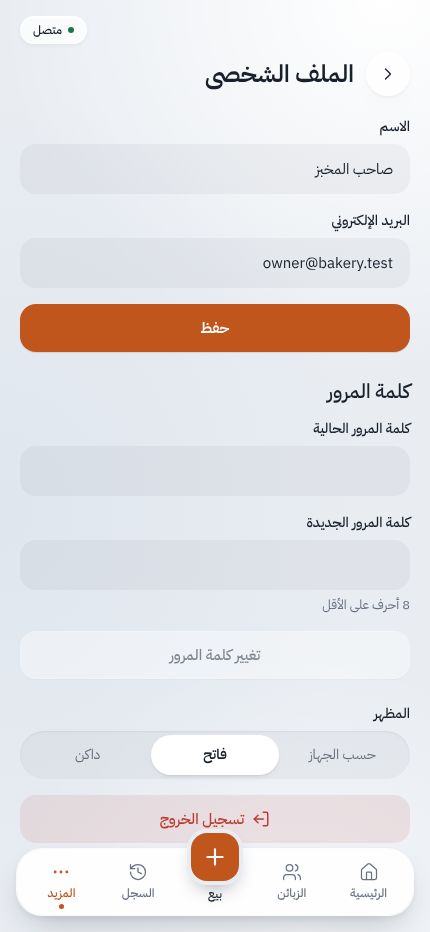 متصل
الملف الشخصي
الاسم
صاحب المخبز
البريد الإلكتروني
owner@bakery.test
حفظ
كلمة المرور
كلمة المرور الحالية
كلمة المرور الجديدة
8 أحرف على الأقل
تغيير كلمة المرور
المظهر
حسب الجهاز فاتح داكن
تسجيل الخروج
الرئيسية الزبائن بيع السجل المزيد